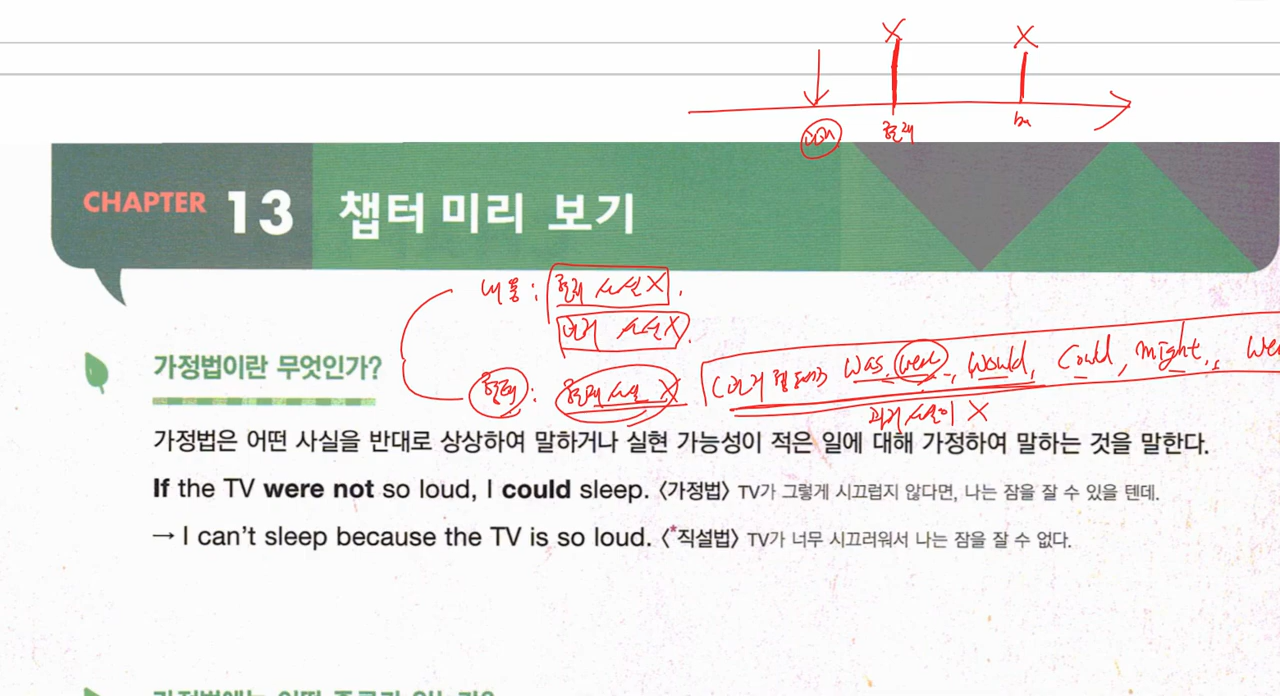 현재
CHAPTER 13 챕터 미리 보기
내용: 현재 사실 X.
사실 X.
가정법이란 무엇인가?
현재: 현재 사실 X (과거 형태 was, were, would, could, might,
과거 사실이 X
가정법은 어떤 사실을 반대로 상상하여 말하거나 실현 가능성이 적은 일에 대해 가정하여 말하는 것을 말한다.
If the TV were not so loud, I could sleep. 〈가정법〉 TV가 그렇게 시끄럽지 않다면, 나는 잠을 잘 수 있을 텐데.
→ I can't sleep because the TV is so loud. 〈*직설법〉 TV가 너무 시끄러워서 나는 잠을 잘 수 없다.